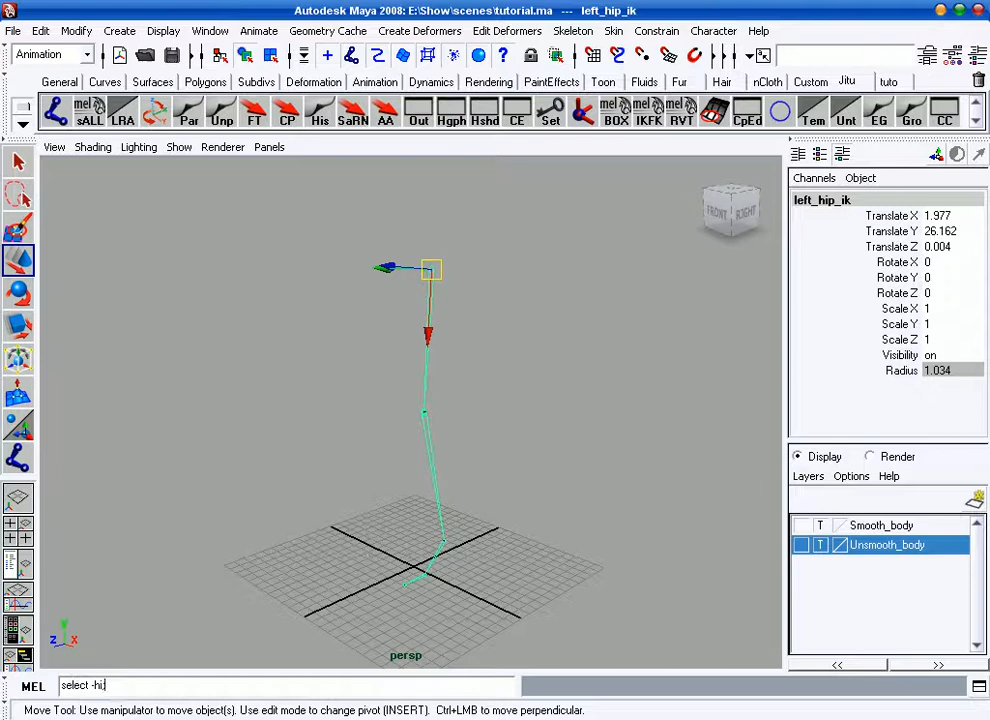 Autodesk Maya 2008: E:\Show\scenes\tutorial.ma --- left_hip_ik
File Edit Modify Create Display Window Animate Geometry Cache Create Deformers Edit Deformers Skeleton Skin Constrain Character Help
Animation
General Curves Surfaces Polygons Subdivs Deformation Animation Dynamics Rendering PaintEffects Toon Fluids Fur Hair nCloth Custom Jitu tuto
mel sALL LRA Par Unp FT CP His SaRN AA Out Hgph Hshd CE Set mel BOX mel IKFK mel RVT CpEd Tem Unt EG Gro CC
View Shading Lighting Show Renderer Panels
Channels Object
left_hip_ik
Translate X 1.977
Translate Y 26.162
Translate Z 0.004
Rotate X 0
Rotate Y 0
Rotate Z 0
Scale X 1
Scale Y 1
Scale Z 1
Visibility on
Radius 1.034
FRONT RIGHT
Display Render
Layers Options Help
T Smooth_body
T Unsmooth_body
y
z x
persp
<< >>
MEL select -hi;
Move Tool: Use manipulator to move object(s). Use edit mode to change pivot (INSERT). Ctrl+LMB to move perpendicular.